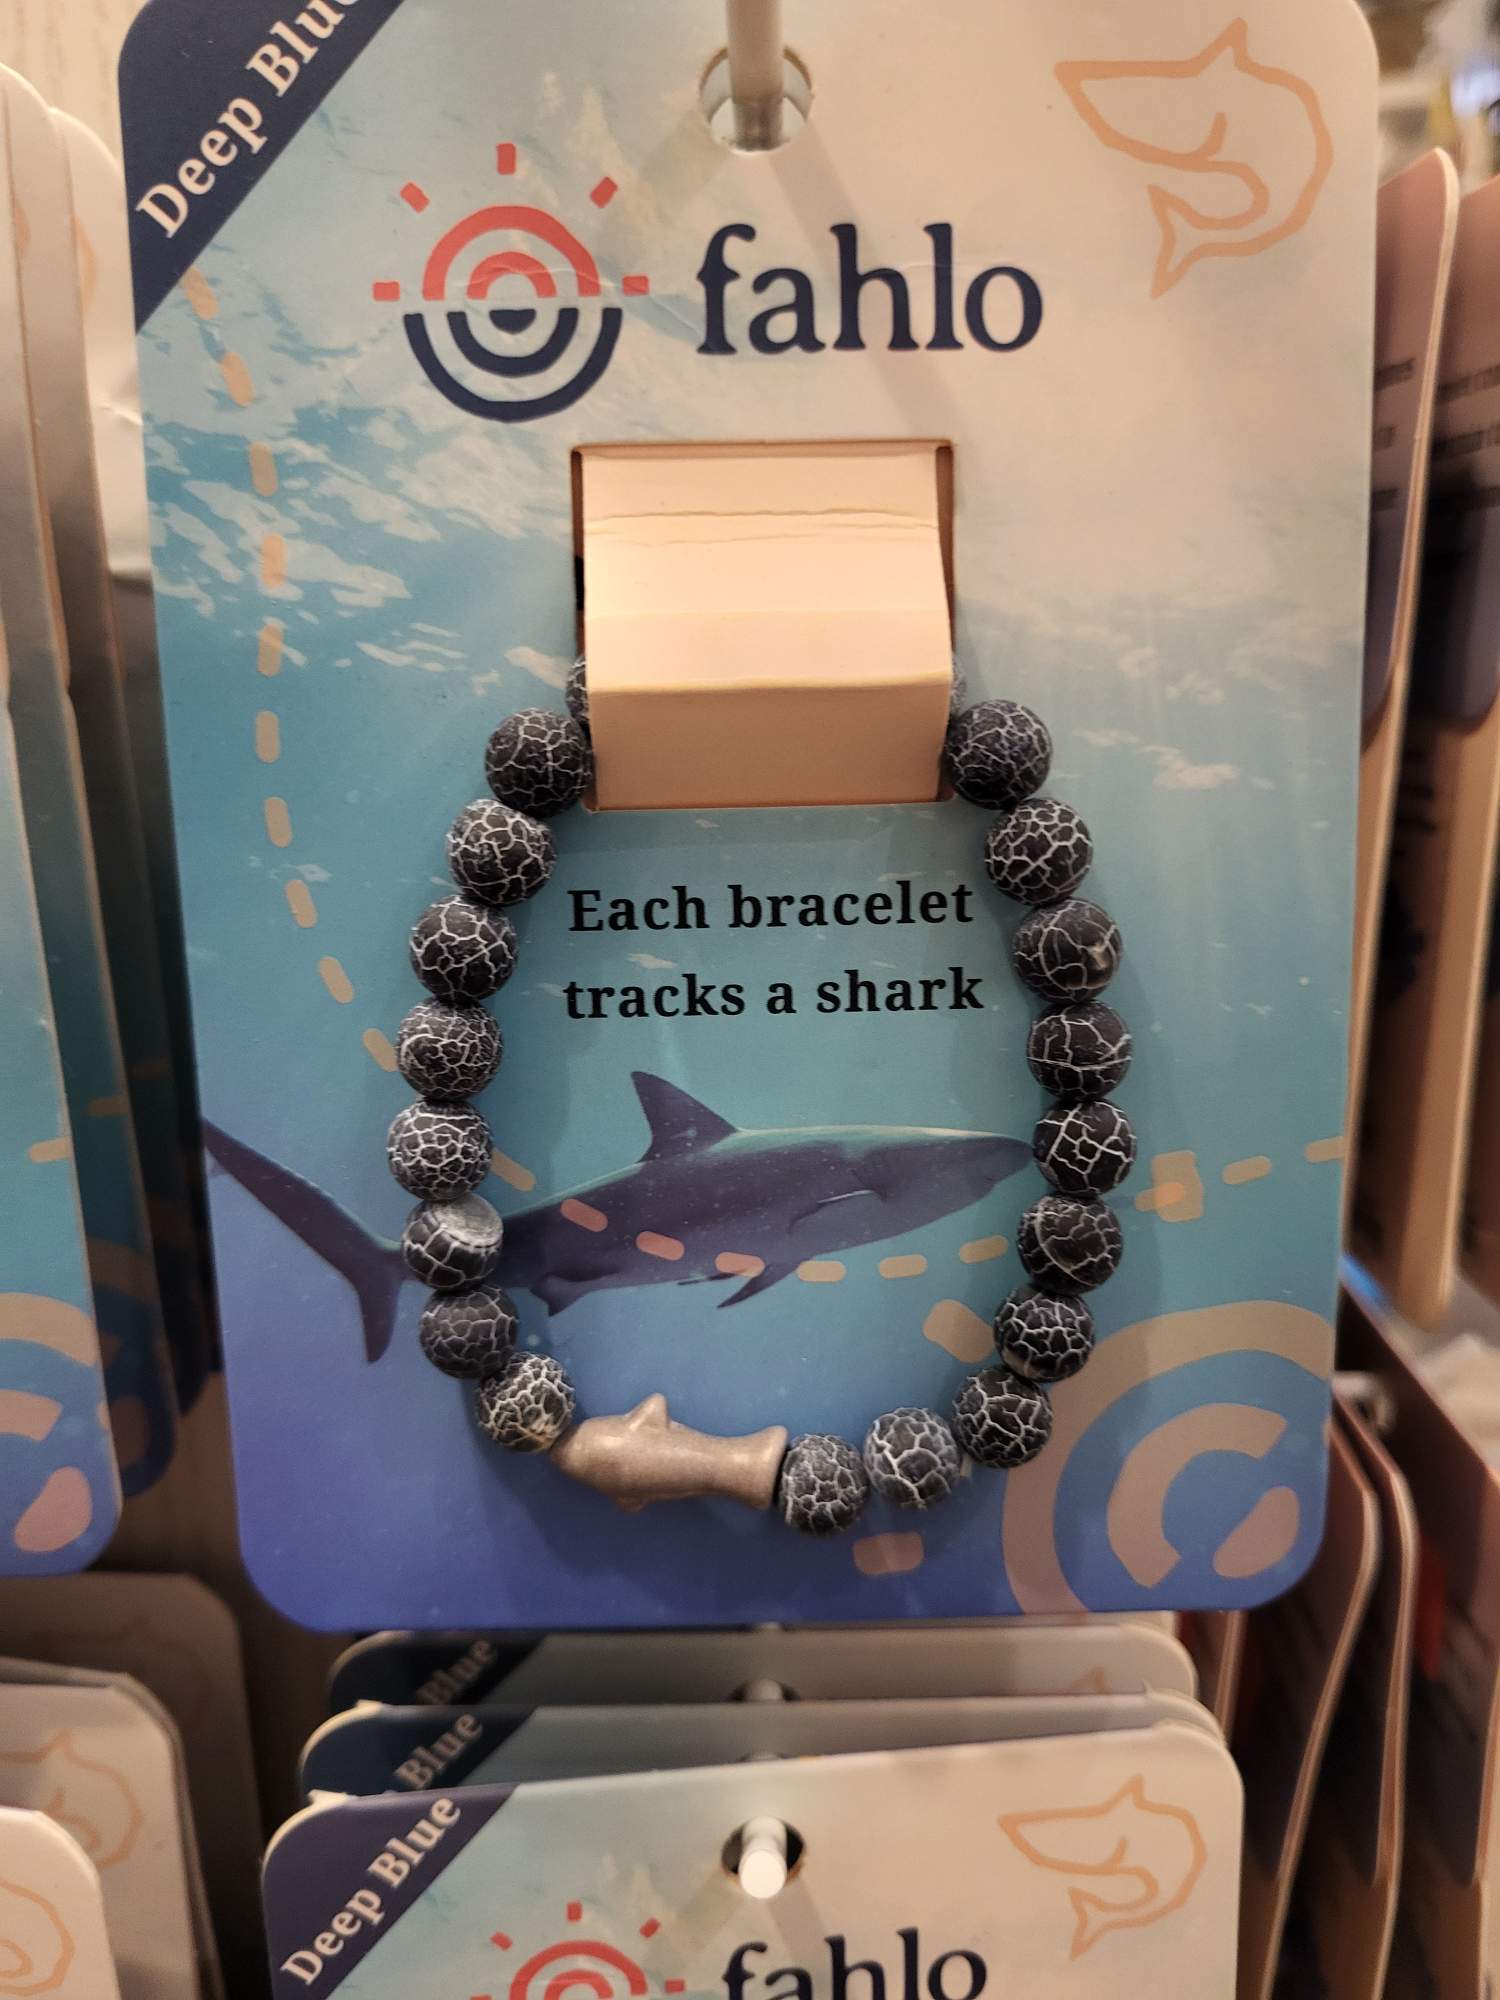 Deep Blue
fahlo
Each bracelet
tracks a shark
Blue
Blue
Deep Blue
fahlo